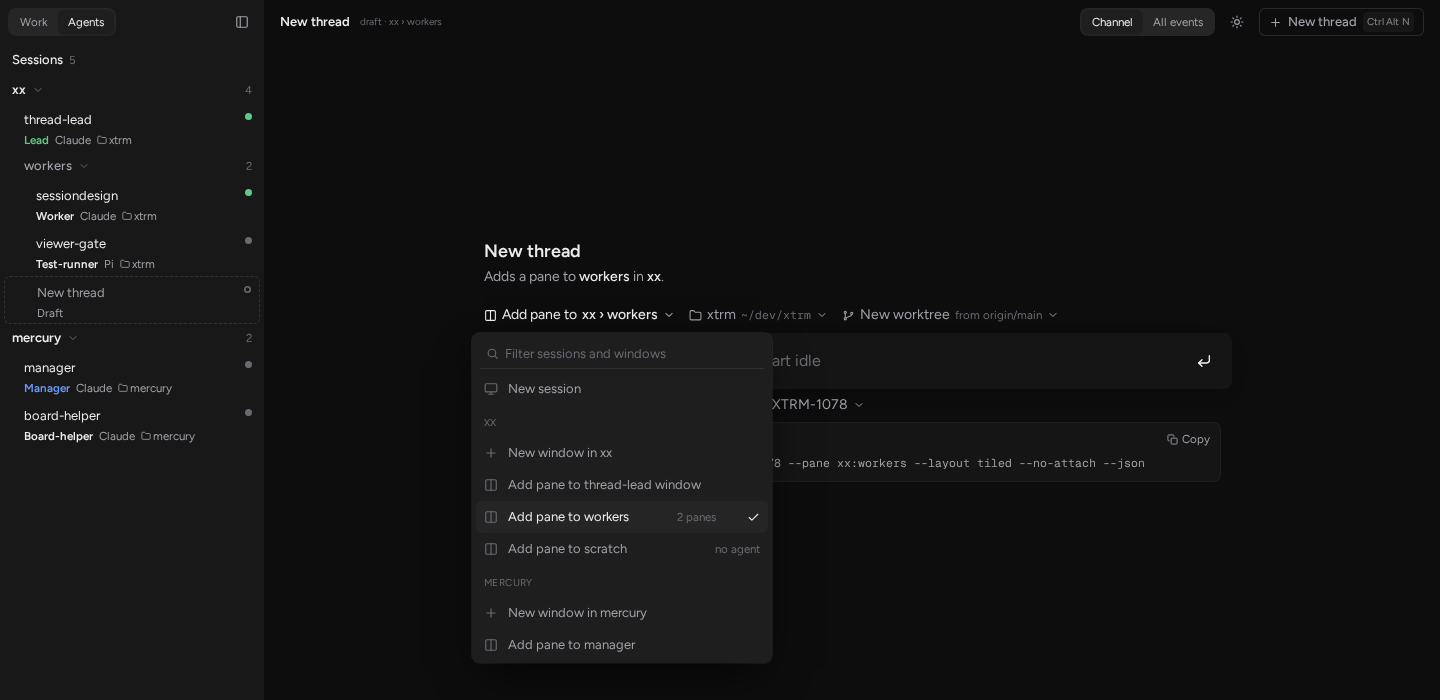 Work Agents
Sessions 5
xx 4
thread-lead
Lead Claude xtrm
workers 2
sessiondesign
Worker Claude xtrm
viewer-gate
Test-runner Pi xtrm
New thread
Draft
mercury 2
manager
Manager Claude mercury
board-helper
Board-helper Claude mercury
New thread draft · xx › workers
Channel All events
New thread Ctrl Alt N
New thread
Adds a pane to workers in xx.
Add pane to xx › workers xtrm ~/dev/xtrm New worktree from origin/main
art idle
XTRM-1078
Copy
78 --pane xx:workers --layout tiled --no-attach --json
Filter sessions and windows
New session
XX
New window in xx
Add pane to thread-lead window
Add pane to workers 2 panes
Add pane to scratch no agent
MERCURY
New window in mercury
Add pane to manager